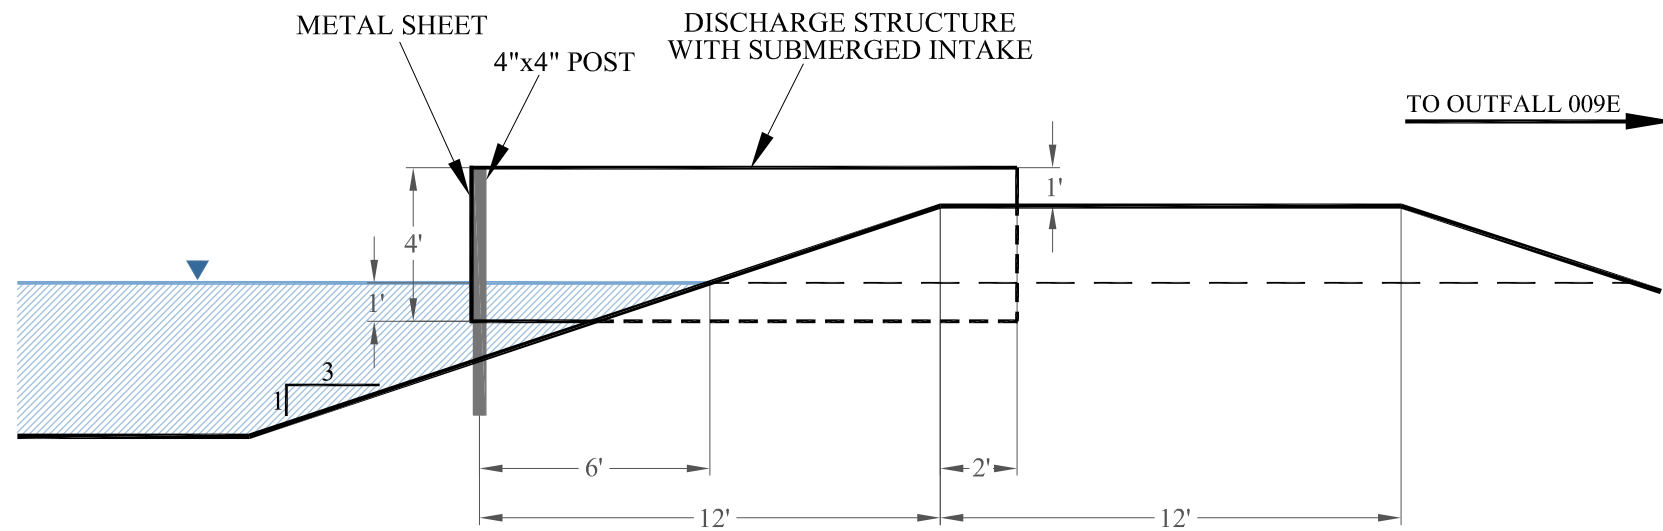 METAL SHEET
DISCHARGE STRUCTURE
WITH SUBMERGED INTAKE
4"x4" POST
TO OUTFALL 009E
1'
4'
1'
3
1
6'
2'
12'
12'